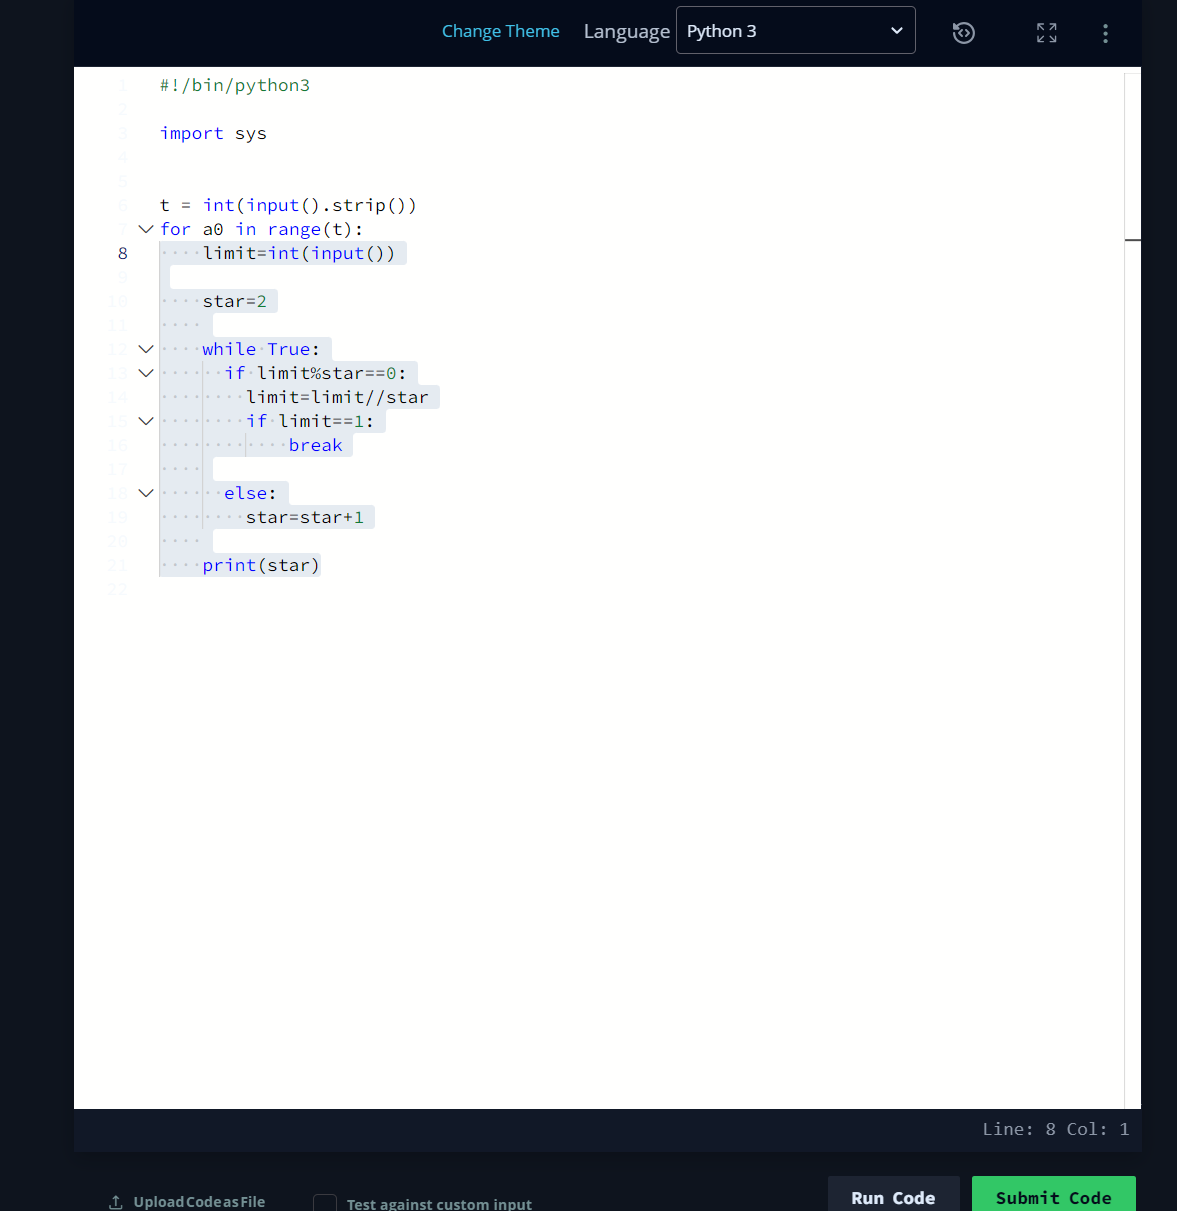 Change Theme Language Python 3
1 #!/bin/python3
2
3 import sys
4
5
6 t = int(input().strip())
7 for a0 in range(t):
8 limit=int(input())
9
10 star=2
11
12 while True:
13 if limit%star==0:
14 limit=limit//star
15 if limit==1:
16 break
17
18 else:
19 star=star+1
20
21 print(star)
22
Line: 8 Col: 1
Upload Code as File Test against custom input Run Code Submit Code